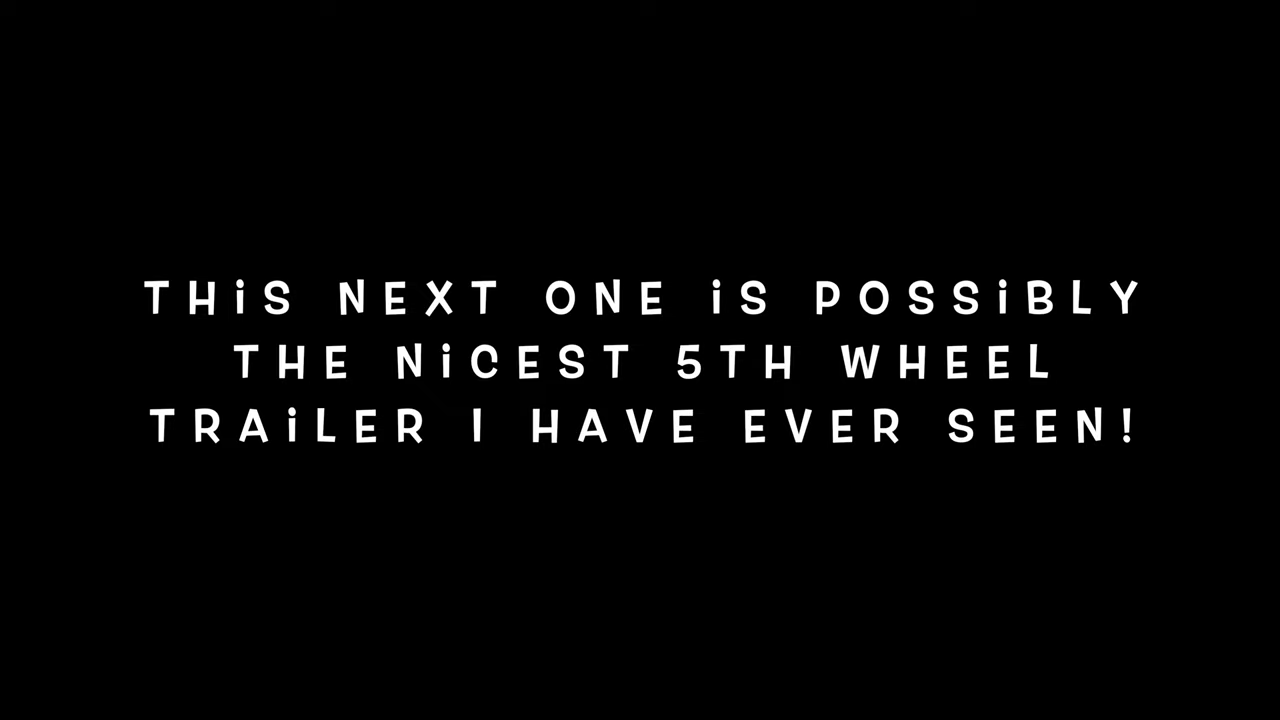 THiS NEXT ONE iS POSSiBLY
THE NiCEST 5TH WHEEL
TRAiLER I HAVE EVER SEEN!